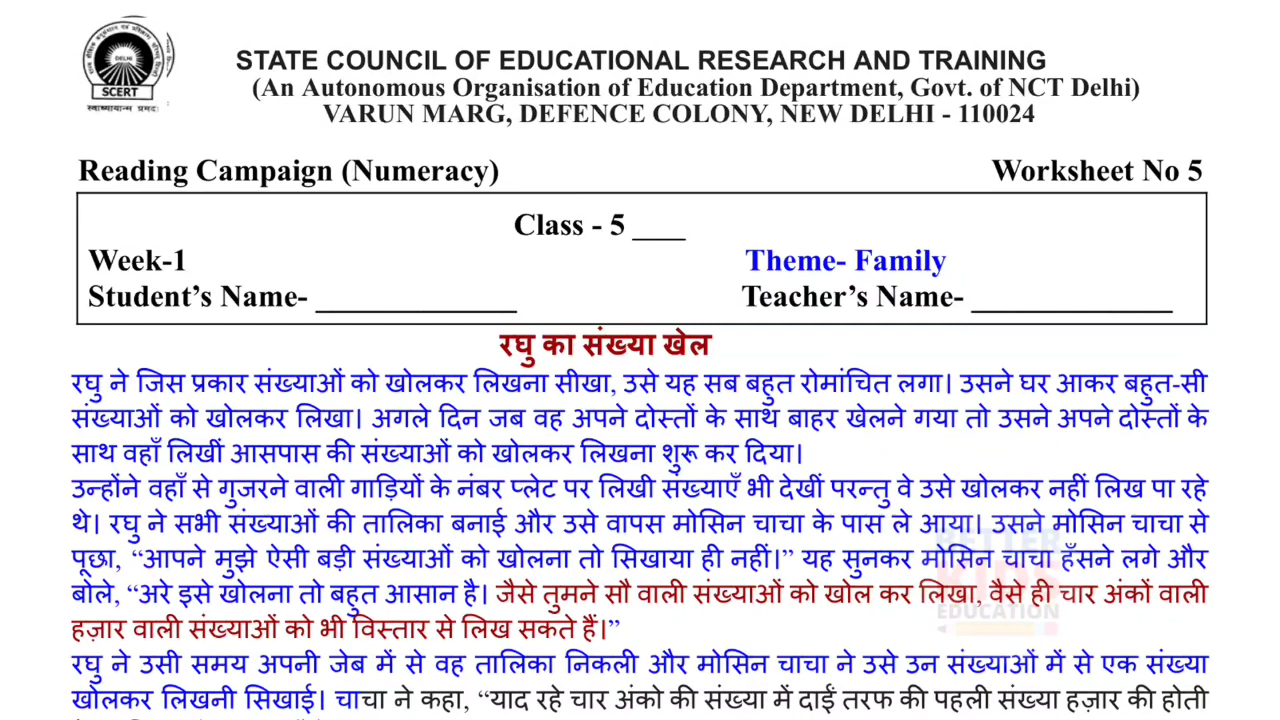 DELHI
SCERT
STATE COUNCIL OF EDUCATIONAL RESEARCH AND TRAINING
(An Autonomous Organisation of Education Department, Govt. of NCT Delhi)
VARUN MARG, DEFENCE COLONY, NEW DELHI - 110024
Reading Campaign (Numeracy) Worksheet No 5
Class - 5 ____
Week-1 Theme- Family
Student’s Name- _____________ Teacher’s Name- _____________
रघु का संख्या खेल
रघु ने जिस प्रकार संख्याओं को खोलकर लिखना सीखा, उसे यह सब बहुत रोमांचित लगा। उसने घर आकर बहुत-सी
संख्याओं को खोलकर लिखा। अगले दिन जब वह अपने दोस्तों के साथ बाहर खेलने गया तो उसने अपने दोस्तों के
साथ वहाँ लिखीं आसपास की संख्याओं को खोलकर लिखना शुरू कर दिया।
उन्होंने वहाँ से गुजरने वाली गाड़ियों के नंबर प्लेट पर लिखी संख्याएँ भी देखीं परन्तु वे उसे खोलकर नहीं लिख पा रहे
थे। रघु ने सभी संख्याओं की तालिका बनाई और उसे वापस मोसिन चाचा के पास ले आया। उसने मोसिन चाचा से
पूछा, “आपने मुझे ऐसी बड़ी संख्याओं को खोलना तो सिखाया ही नहीं।” यह सुनकर मोसिन चाचा हँसने लगे और
बोले, “अरे इसे खोलना तो बहुत आसान है। जैसे तुमने सौ वाली संख्याओं को खोल कर लिखा, वैसे ही चार अंकों वाली
हज़ार वाली संख्याओं को भी विस्तार से लिख सकते हैं।”
रघु ने उसी समय अपनी जेब में से वह तालिका निकली और मोसिन चाचा ने उसे उन संख्याओं में से एक संख्या
खोलकर लिखनी सिखाई। चाचा ने कहा, “याद रहे चार अंको की संख्या में दाईं तरफ की पहली संख्या हज़ार की होती
BETTER
KIDS
EDUCATION